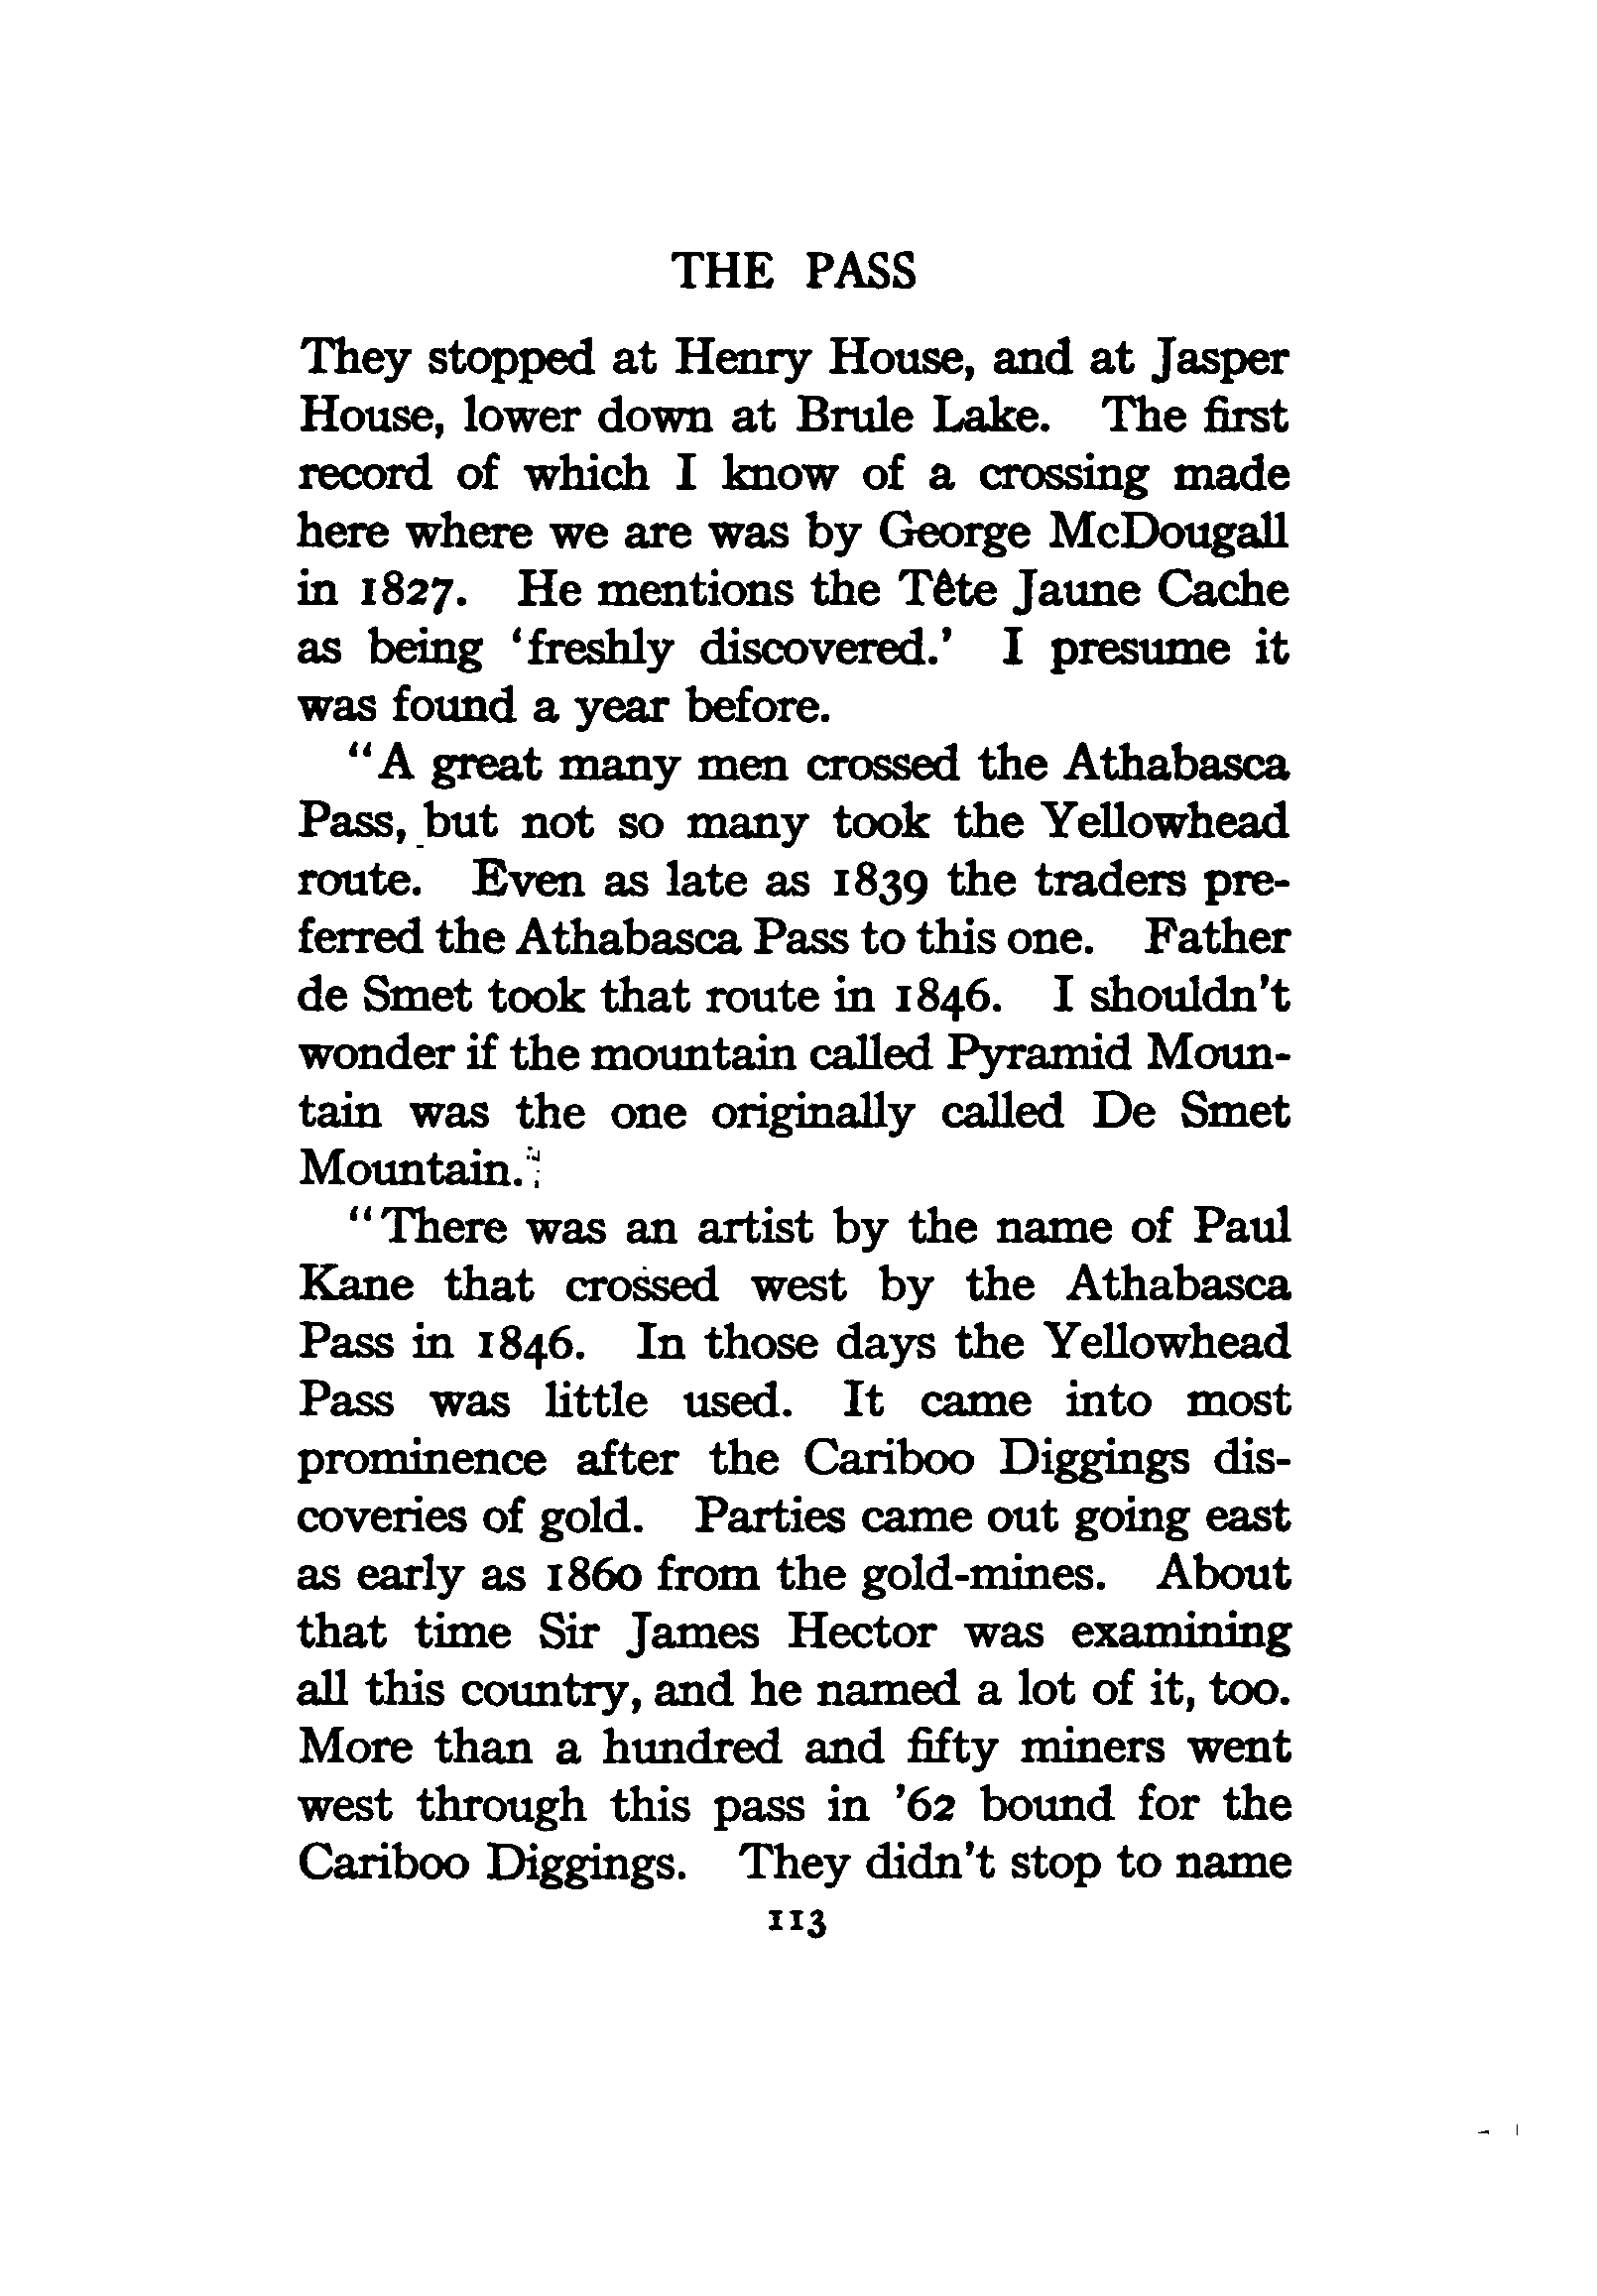 THE PASS
They stopped at Henry House, and at Jasper
House, lower down at Brule Lake. The first
record of which I know of a crossing made
here where we are was by George McDougall
in 1827. He mentions the Tête Jaune Cache
as being ‘freshly discovered.’ I presume it
was found a year before.
“A great many men crossed the Athabasca
Pass, but not so many took the Yellowhead
route. Even as late as 1839 the traders pre-
ferred the Athabasca Pass to this one. Father
de Smet took that route in 1846. I shouldn’t
wonder if the mountain called Pyramid Moun-
tain was the one originally called De Smet
Mountain.
“There was an artist by the name of Paul
Kane that crossed west by the Athabasca
Pass in 1846. In those days the Yellowhead
Pass was little used. It came into most
prominence after the Cariboo Diggings dis-
coveries of gold. Parties came out going east
as early as 1860 from the gold-mines. About
that time Sir James Hector was examining
all this country, and he named a lot of it, too.
More than a hundred and fifty miners went
west through this pass in ’62 bound for the
Cariboo Diggings. They didn’t stop to name
113